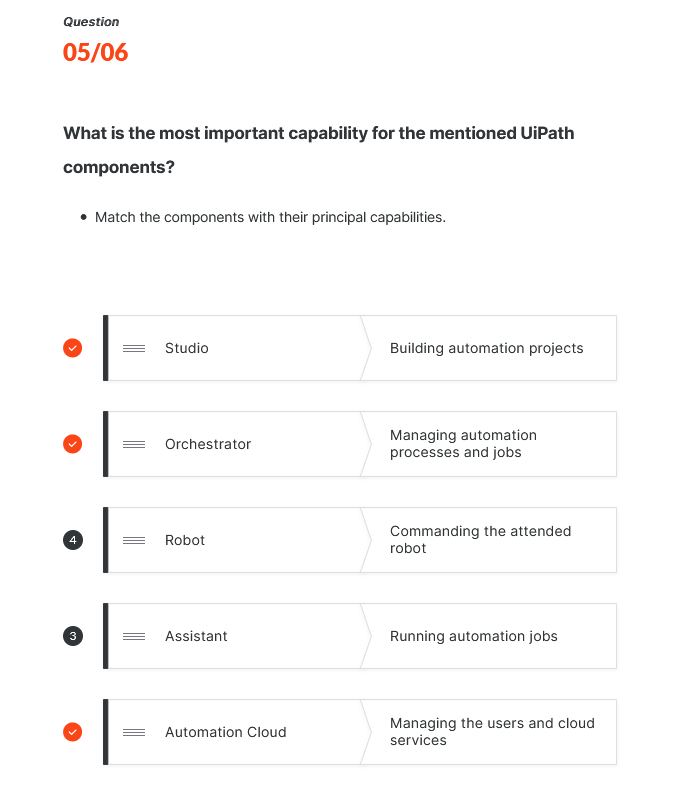 Question
05/06
What is the most important capability for the mentioned UiPath
components?
• Match the components with their principal capabilities.
Studio
Building automation projects
Orchestrator
Managing automation
processes and jobs
4
Robot
Commanding the attended
robot
3
Assistant
Running automation jobs
Automation Cloud
Managing the users and cloud
services